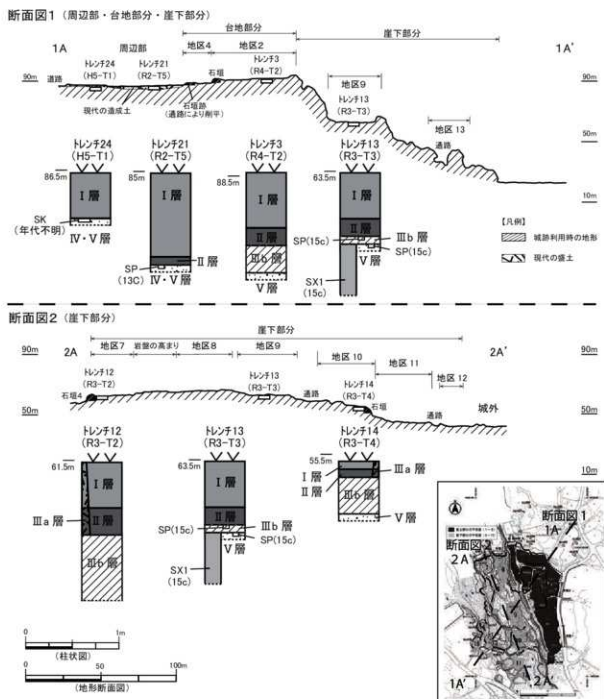 断面図1（周辺部・台地部分・崖下部分）
台地部分
崖下部分
1A
周辺部
地区4
地区2
1A'
トレンチ24
(H5-T1)
トレンチ21
(R2-T5)
石垣
トレンチ3
(R4-T2)
90m
道路
現代の造成土
石垣跡
(通路により削平)
地区9
トレンチ13
(R3-T3)
90m
地区13
通路
50m
10m
トレンチ24
(H5-T1)
86.5m
I層
SK
(年代不明)
IV・V層
トレンチ21
(R2-T5)
85m
I層
II層
SP
(13C)
IV・V層
トレンチ3
(R4-T2)
88.5m
I層
II層
IIIb層
V層
トレンチ13
(R3-T3)
63.5m
I層
II層
SP(15c)
IIIb層
SP(15c)
V層
SX1
(15c)
【凡例】
城跡利用時の地形
現代の盛土
断面図2（崖下部分）
崖下部分
90m
2A
地区7
岩盤の高まり
地区8
地区9
地区10
地区11
地区12
2A'
90m
トレンチ12
(R3-T2)
石垣4
トレンチ13
(R3-T3)
通路
トレンチ14
(R3-T4)
石垣
通路
城外
50m
50m
10m
トレンチ12
(R3-T2)
61.5m
I層
IIIa層
II層
IIIb層
トレンチ13
(R3-T3)
63.5m
I層
II層
SP(15c)
IIIb層
SP(15c)
V層
SX1
(15c)
トレンチ14
(R3-T4)
55.5m
I層
II層
IIIa層
IIIb層
V層
0
1m
(柱状図)
0
50
100m
(地形断面図)
断面図1
断面図2
1A
2A
1A'
2A'